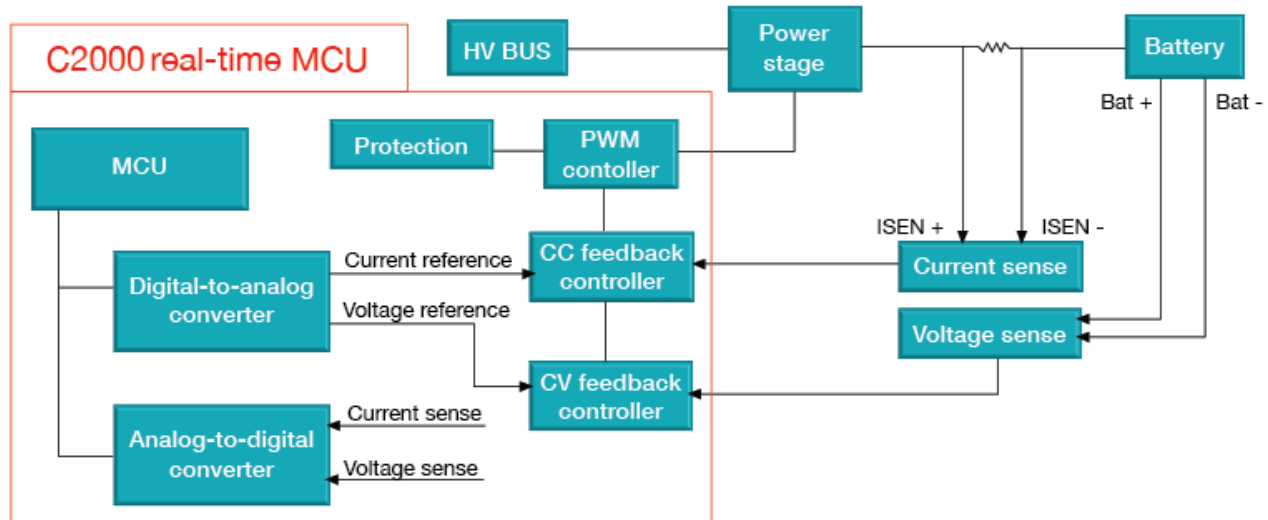 C2000 real-time MCU
HV BUS
Power
stage
Battery
Bat +
Bat -
MCU
Protection
PWM
contoller
ISEN +
ISEN -
Digital-to-analog
converter
Current reference
Voltage reference
CC feedback
controller
Current sense
Voltage sense
CV feedback
controller
Analog-to-digital
converter
Current sense
Voltage sense